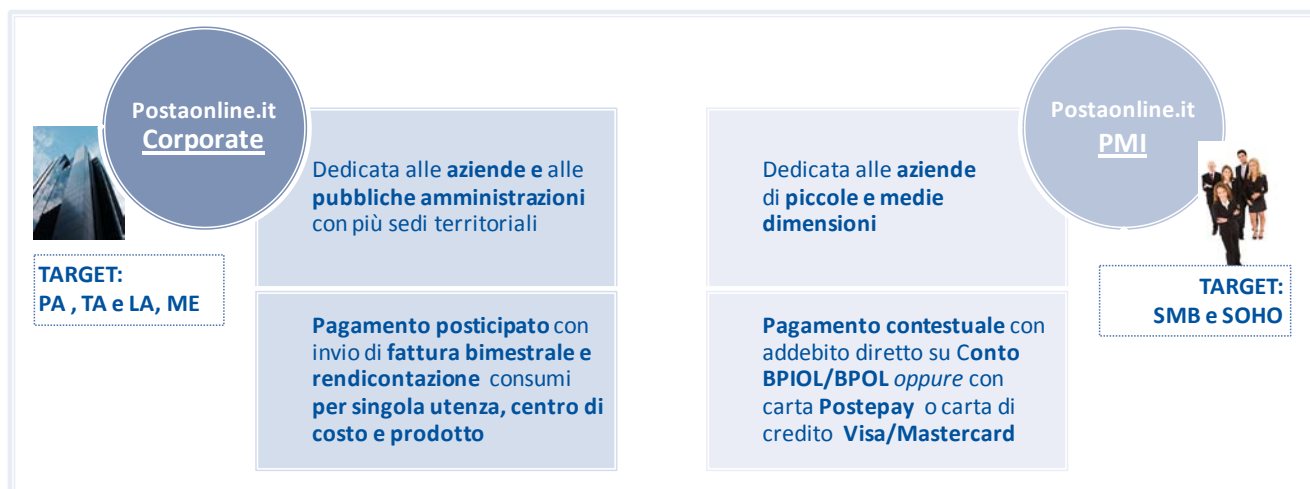 Postaonline.it
Corporate
TARGET:
PA , TA e LA, ME
Dedicata alle aziende e alle
pubbliche amministrazioni
con più sedi territoriali
Pagamento posticipato con
invio di fattura bimestrale e
rendicontazione consumi
per singola utenza, centro di
costo e prodotto
Postaonline.it
PMI
Dedicata alle aziende
di piccole e medie
dimensioni
TARGET:
SMB e SOHO
Pagamento contestuale con
addebito diretto su Conto
BPIOL/BPOL oppure con
carta Postepay o carta di
credito Visa/Mastercard